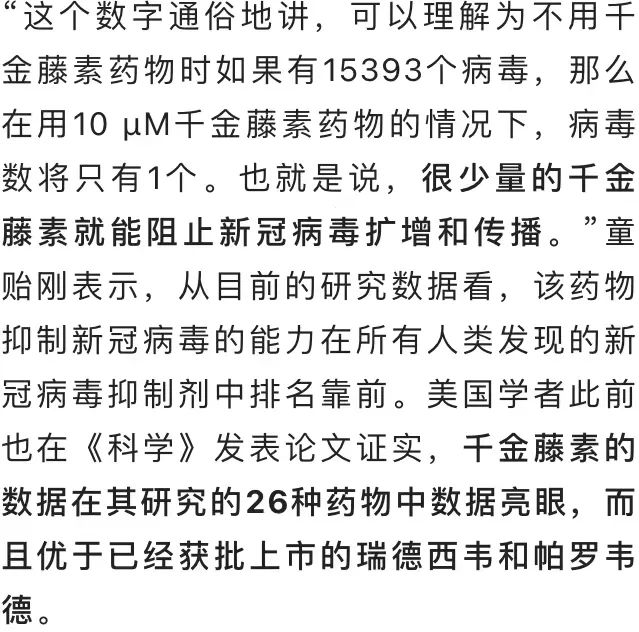 “这个数字通俗地讲，可以理解为不用千
金藤素药物时如果有15393个病毒，那么
在用10 μM千金藤素药物的情况下，病毒
数将只有1个。也就是说，很少量的千金
藤素就能阻止新冠病毒扩增和传播。”童
贻刚表示，从目前的研究数据看，该药物
抑制新冠病毒的能力在所有人类发现的新
冠病毒抑制剂中排名靠前。美国学者此前
也在《科学》发表论文证实，千金藤素的
数据在其研究的26种药物中数据亮眼，而
且优于已经获批上市的瑞德西韦和帕罗韦
德。